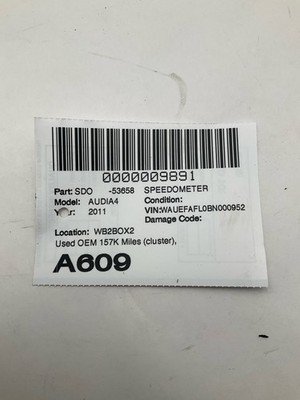 0000009891
Part: SDO -53658 SPEEDOMETER
Model: AUDIA4 Condition:
Year: 2011 VIN:WAUEFAFL0BN000952
Damage Code:
Location: WB2BOX2
Used OEM 157K Miles (cluster),
A609